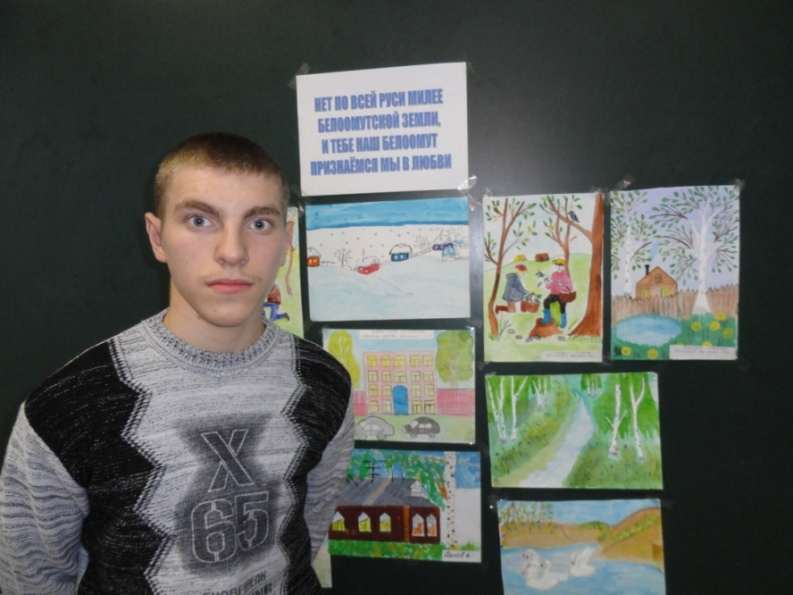 НЕТ ПО ВСЕЙ РУСИ МИЛЕЕ
БЕЛООМУТСКОЙ ЗЕМЛИ,
И ТЕБЕ НАШ БЕЛООМУТ
ПРИЗНАЁМСЯ МЫ В ЛЮБВИ
X
65